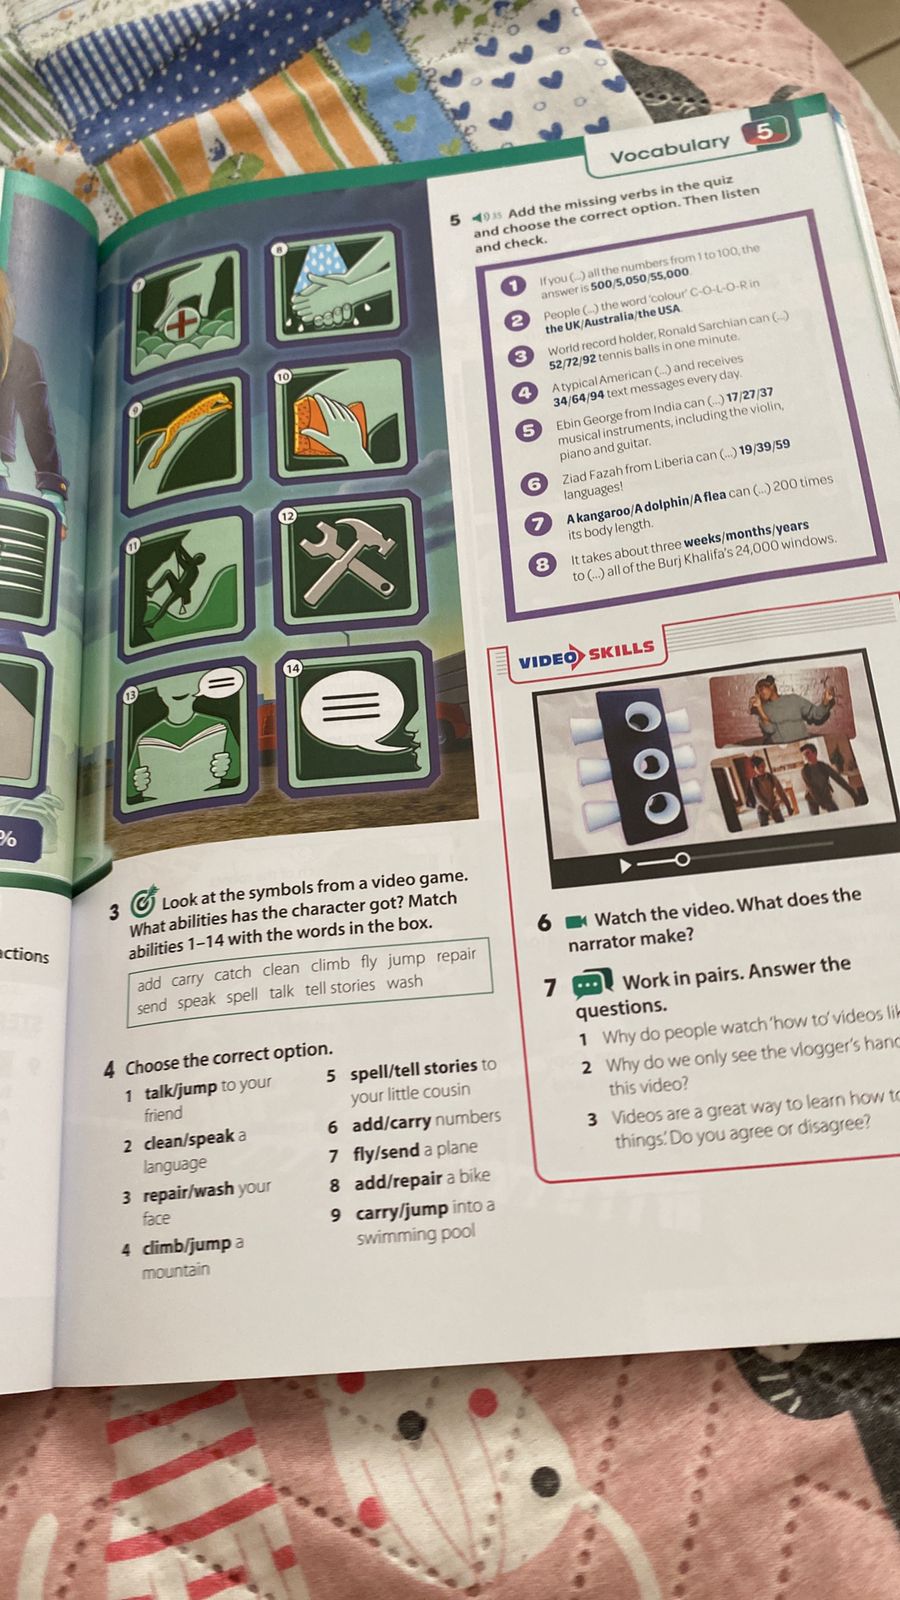 Vocabulary 5
%
actions
7
8
9
10
11
12
13
14
3 Look at the symbols from a video game.
What abilities has the character got? Match
abilities 1–14 with the words in the box.
add carry catch clean climb fly jump repair
send speak spell talk tell stories wash
4 Choose the correct option.
1 talk/jump to your
friend
2 clean/speak a
language
3 repair/wash your
face
4 climb/jump a
mountain
5 spell/tell stories to
your little cousin
6 add/carry numbers
7 fly/send a plane
8 add/repair a bike
9 carry/jump into a
swimming pool
5 Add the missing verbs in the quiz
and choose the correct option. Then listen
and check.
1 If you (...) all the numbers from 1 to 100, the
answer is 500/5,050/55,000.
2 People (...) the word 'colour' C-O-L-O-R in
the UK/Australia/the USA.
3 World record holder, Ronald Sarchian can (...)
52/72/92 tennis balls in one minute.
4 A typical American (...) and receives
34/64/94 text messages every day.
5 Ebin George from India can (...) 17/27/37
musical instruments, including the violin,
piano and guitar.
6 Ziad Fazah from Liberia can (...) 19/39/59
languages!
7 A kangaroo/A dolphin/A flea can (...) 200 times
its body length.
8 It takes about three weeks/months/years
to (...) all of the Burj Khalifa's 24,000 windows.
VIDEO SKILLS
6 Watch the video. What does the
narrator make?
7 Work in pairs. Answer the
questions.
1 Why do people watch 'how to' videos lik
2 Why do we only see the vlogger's hand
this video?
3 Videos are a great way to learn how to
things.' Do you agree or disagree?